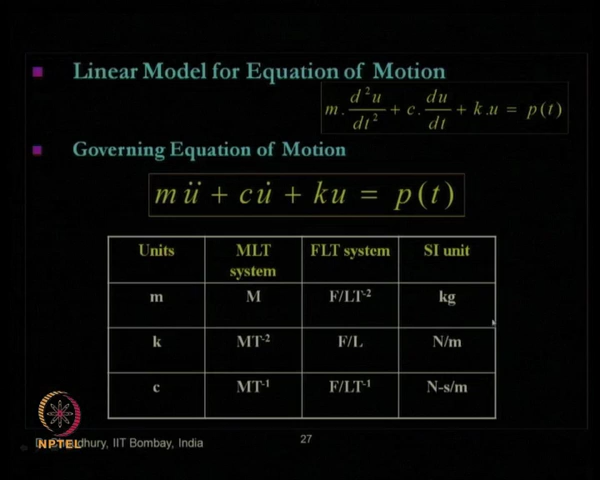 Linear Model for Equation of Motion
m . d²u/dt² + c . du/dt + k .u = p(t)
Governing Equation of Motion
mü + cu̇ + ku = p(t)
Units MLT system FLT system SI unit
m M F/LT⁻² kg
k MT⁻² F/L N/m
c MT⁻¹ F/LT⁻¹ N-s/m
NPTEL
IIT Bombay, India
27